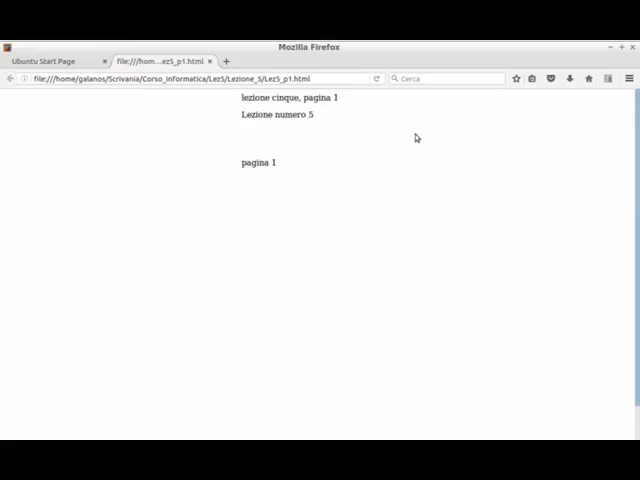 Mozilla Firefox
Ubuntu Start Page
file:///hom...ez5_p1.html
file:///home/galanos/Scrivania/Corso_informatica/Lez5/Lezione_5/Lez5_p1.html
Cerca
lezione cinque, pagina 1
Lezione numero 5
pagina 1